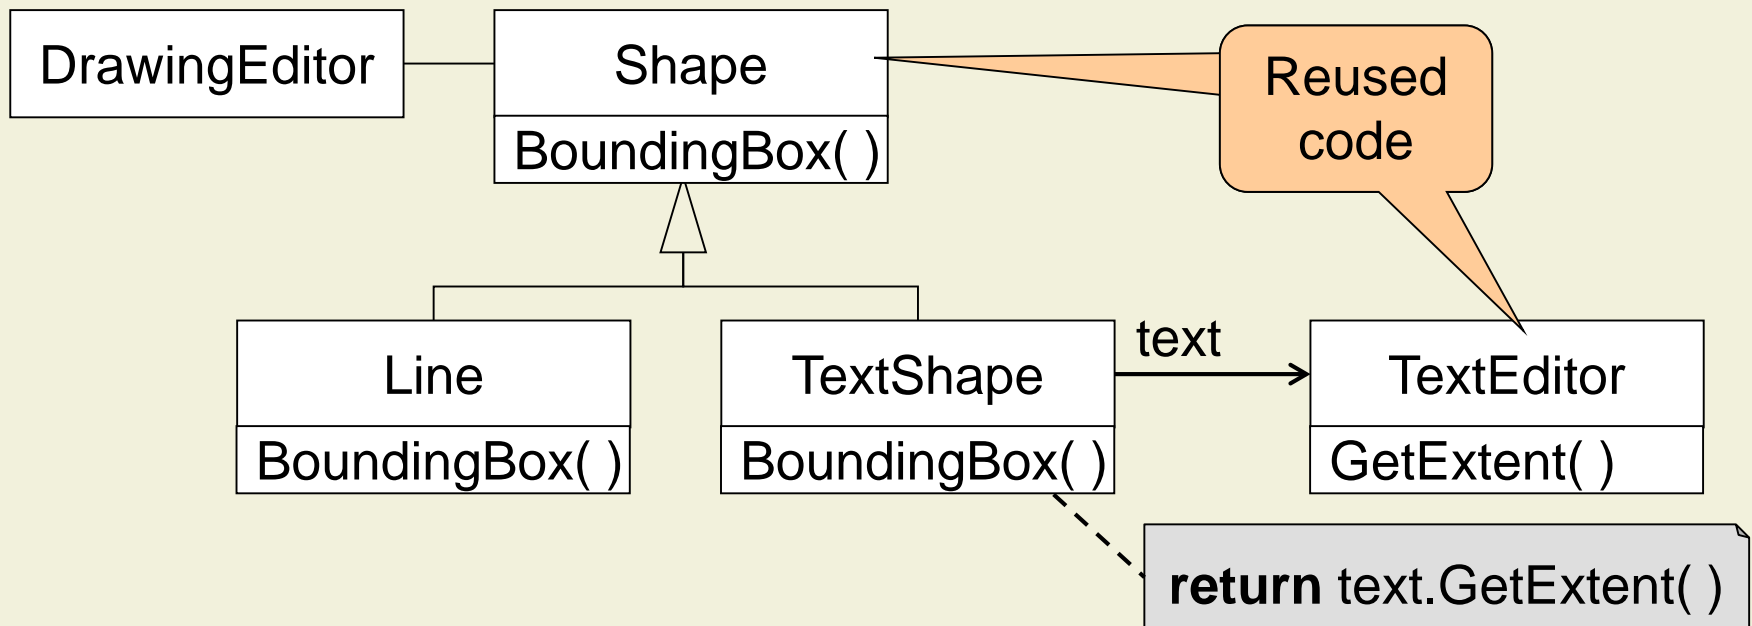 DrawingEditor
Shape
BoundingBox( )
Reused
code
Line
BoundingBox( )
TextShape
BoundingBox( )
text
TextEditor
GetExtent( )
return text.GetExtent( )